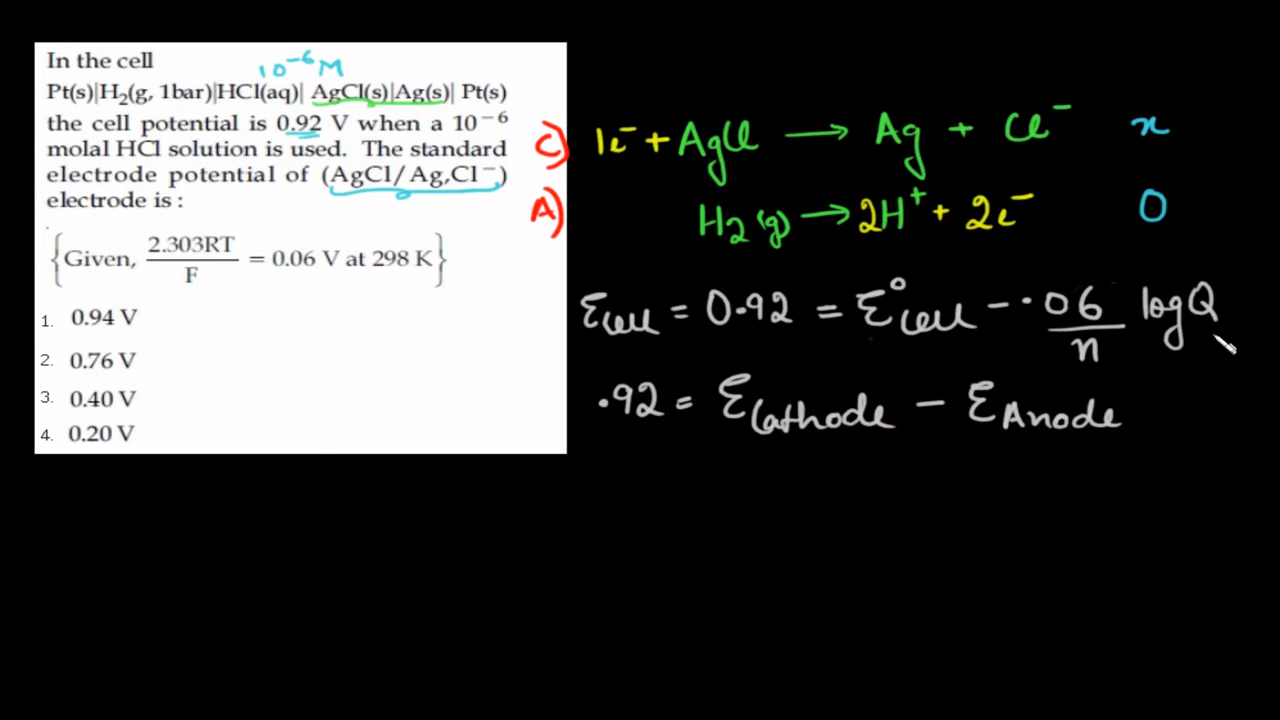 In the cell
10⁻⁶ M
Pt(s)|H₂(g, 1bar)|HCl(aq)| AgCl(s)|Ag(s)| Pt(s)
the cell potential is 0.92 V when a 10⁻⁶
molal HCl solution is used. The standard
electrode potential of (AgCl/Ag,Cl⁻)
electrode is :
{Given, 2.303RT/F = 0.06 V at 298 K}
1. 0.94 V
2. 0.76 V
3. 0.40 V
4. 0.20 V
C) 1e⁻ + AgCl → Ag + Cl⁻ x
A) H₂(g) → 2H⁺ + 2e⁻ 0
Ecell = 0.92 = E°cell - .06/n log Q
.92 = ECathode - EAnode